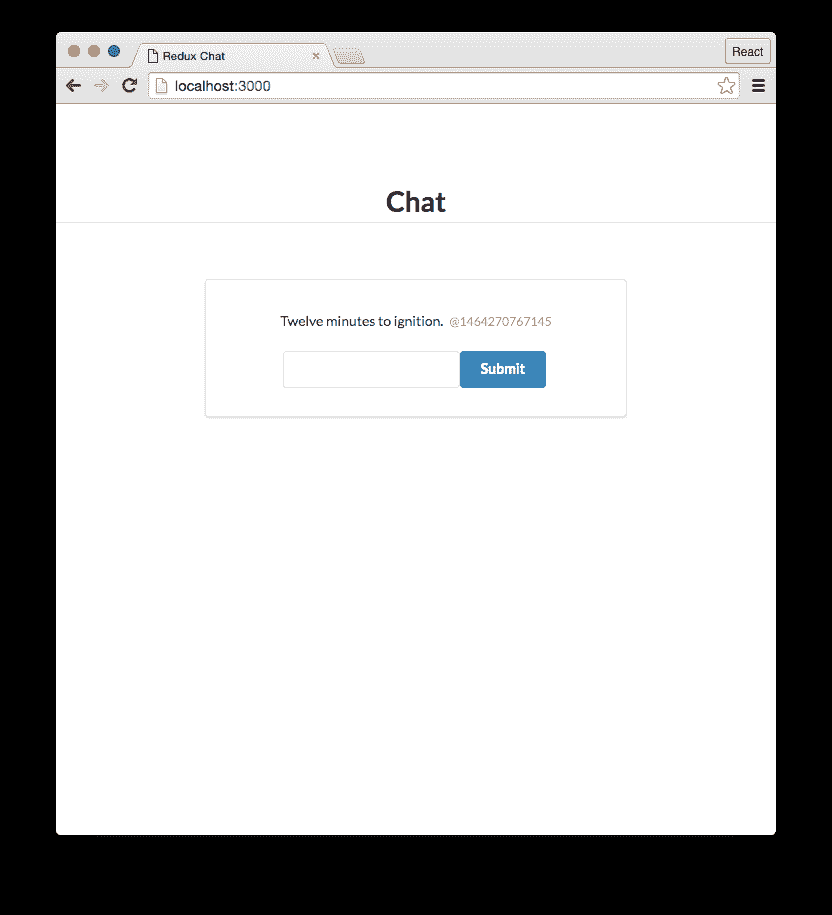 Redux Chat
React
localhost:3000
Chat
Twelve minutes to ignition. @1464270767145
Submit